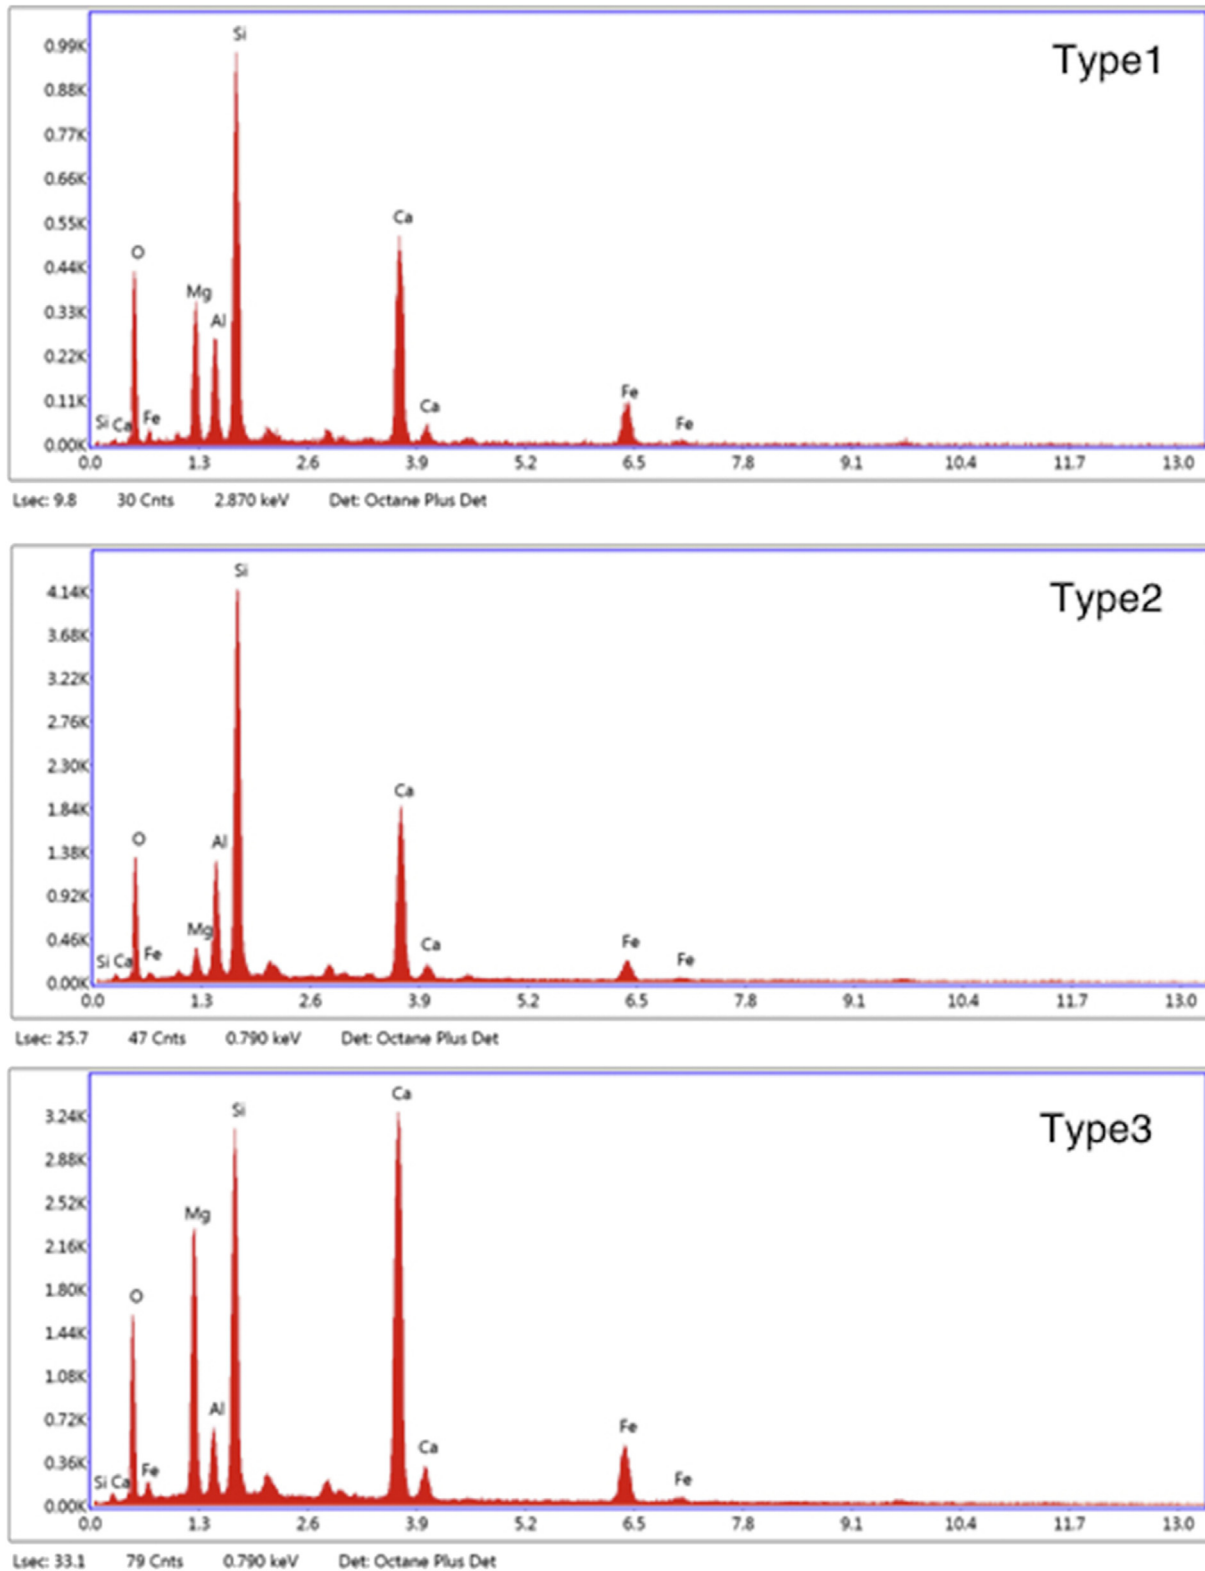 Type1
0.99K
0.88K
0.77K
0.66K
0.55K
0.44K
0.33K
0.22K
0.11K
0.00K
Si
Ca
O
Mg
Al
Fe
Si Ca Fe
Ca
Fe
0.0 1.3 2.6 3.9 5.2 6.5 7.8 9.1 10.4 11.7 13.0
Lsec: 9.8 30 Cnts 2.870 keV Det: Octane Plus Det
Type2
4.14K
3.68K
3.22K
2.76K
2.30K
1.84K
1.38K
0.92K
0.46K
0.00K
Si
Ca
O
Al
Mg
Si Ca Fe
Ca
Fe
Fe
0.0 1.3 2.6 3.9 5.2 6.5 7.8 9.1 10.4 11.7 13.0
Lsec: 25.7 47 Cnts 0.790 keV Det: Octane Plus Det
Type3
3.24K
2.88K
2.52K
2.16K
1.80K
1.44K
1.08K
0.72K
0.36K
0.00K
Ca
Si
Mg
O
Al
Fe
Ca
Si Ca Fe
Fe
0.0 1.3 2.6 3.9 5.2 6.5 7.8 9.1 10.4 11.7 13.0
Lsec: 33.1 79 Cnts 0.790 keV Det: Octane Plus Det